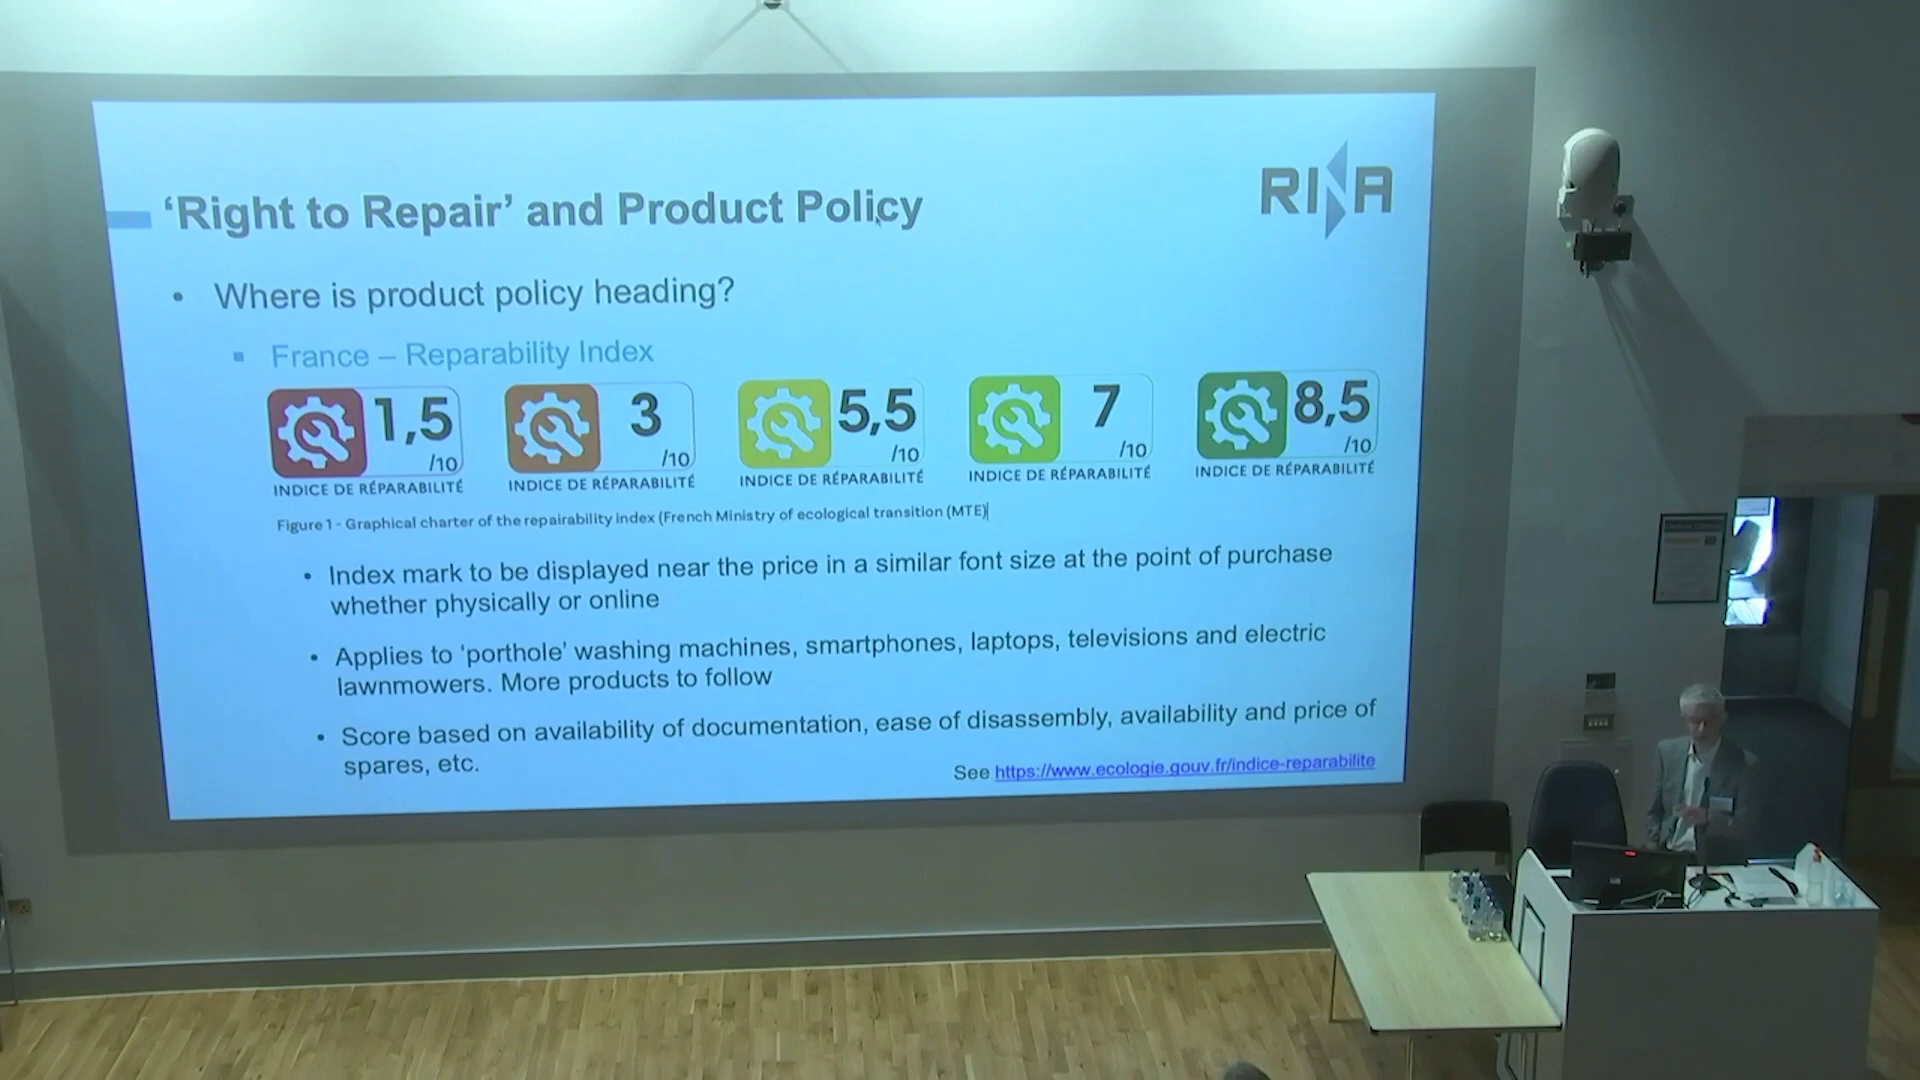 'Right to Repair' and Product Policy
RINA
• Where is product policy heading?
▪ France – Reparability Index
1,5 /10
INDICE DE RÉPARABILITÉ
3 /10
INDICE DE RÉPARABILITÉ
5,5 /10
INDICE DE RÉPARABILITÉ
7 /10
INDICE DE RÉPARABILITÉ
8,5 /10
INDICE DE RÉPARABILITÉ
Figure 1 - Graphical charter of the repairability index (French Ministry of ecological transition (MTE)
• Index mark to be displayed near the price in a similar font size at the point of purchase
whether physically or online
• Applies to 'porthole' washing machines, smartphones, laptops, televisions and electric
lawnmowers. More products to follow
• Score based on availability of documentation, ease of disassembly, availability and price of
spares, etc.
See https://www.ecologie.gouv.fr/indice-reparabilite